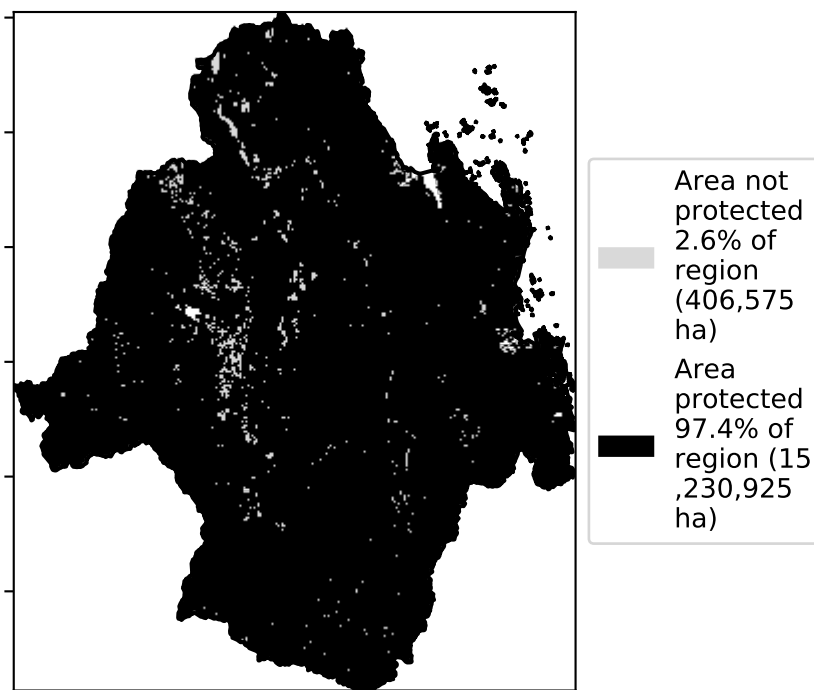 Area not
protected
2.6% of
region
(406,575
ha)
Area
protected
97.4% of
region (15
,230,925
ha)